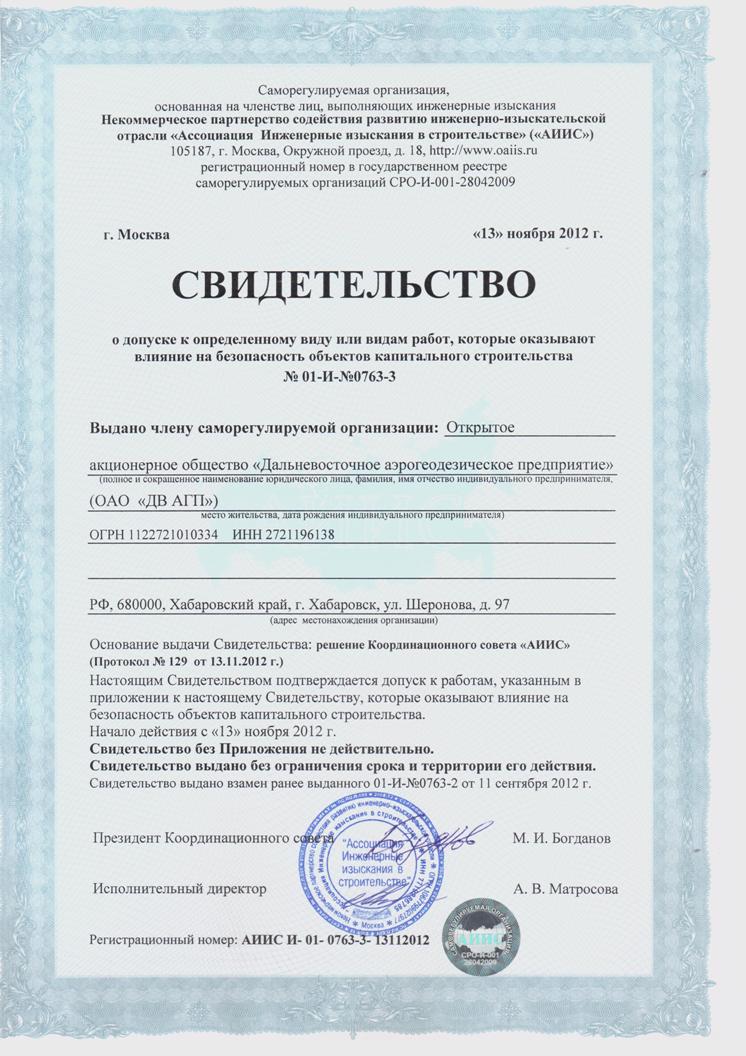 Саморегулируемая организация,
основанная на членстве лиц, выполняющих инженерные изыскания
Некоммерческое партнерство содействия развитию инженерно-изыскательской
отрасли «Ассоциация Инженерные изыскания в строительстве» («АИИС»)
105187, г. Москва, Окружной проезд, д. 18, http://www.oaiis.ru
регистрационный номер в государственном реестре
саморегулируемых организаций СРО-И-001-28042009
г. Москва «13» ноября 2012 г.
СВИДЕТЕЛЬСТВО
о допуске к определенному виду или видам работ, которые оказывают
влияние на безопасность объектов капитального строительства
№ 01-И-№0763-3
Выдано члену саморегулируемой организации: Открытое
акционерное общество «Дальневосточное аэрогеодезическое предприятие»
(полное и сокращенное наименование юридического лица, фамилия, имя отчество индивидуального предпринимателя,
(ОАО «ДВ АГП»)
место жительства, дата рождения индивидуального предпринимателя)
ОГРН 1122721010334 ИНН 2721196138
РФ, 680000, Хабаровский край, г. Хабаровск, ул. Шеронова, д. 97
(адрес местонахождения организации)
Основание выдачи Свидетельства: решение Координационного совета «АИИС»
(Протокол № 129 от 13.11.2012 г.)
Настоящим Свидетельством подтверждается допуск к работам, указанным в
приложении к настоящему Свидетельству, которые оказывают влияние на
безопасность объектов капитального строительства.
Начало действия с «13» ноября 2012 г.
Свидетельство без Приложения не действительно.
Свидетельство выдано без ограничения срока и территории его действия.
Свидетельство выдано взамен ранее выданного 01-И-№0763-2 от 11 сентября 2012 г.
Президент Координационного совета М. И. Богданов
"Ассоциация
Инженерные
изыскания в
строительстве"
* Москва *
Исполнительный директор А. В. Матросова
Регистрационный номер: АИИС И- 01- 0763-3- 13112012
САМОРЕГУЛИРУЕМАЯ ОРГАНИЗАЦИЯ
АИИС
СРО-И-001
28042009